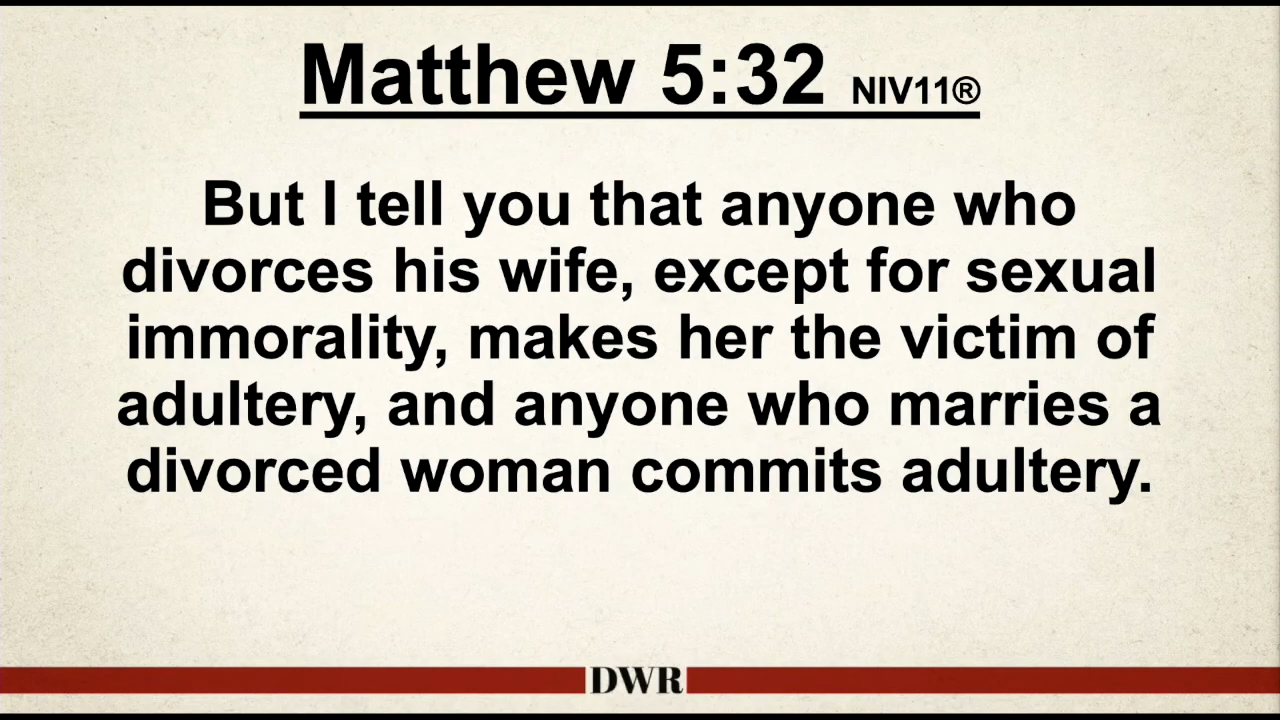 Matthew 5:32 NIV11®
But I tell you that anyone who
divorces his wife, except for sexual
immorality, makes her the victim of
adultery, and anyone who marries a
divorced woman commits adultery.
DWR